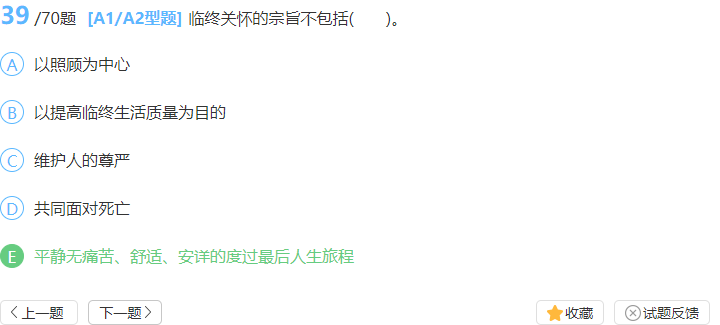 39 /70题 [A1/A2型题] 临终关怀的宗旨不包括( )。
A 以照顾为中心
B 以提高临终生活质量为目的
C 维护人的尊严
D 共同面对死亡
E 平静无痛苦、舒适、安详的度过最后人生旅程
上一题 下一题 收藏 试题反馈